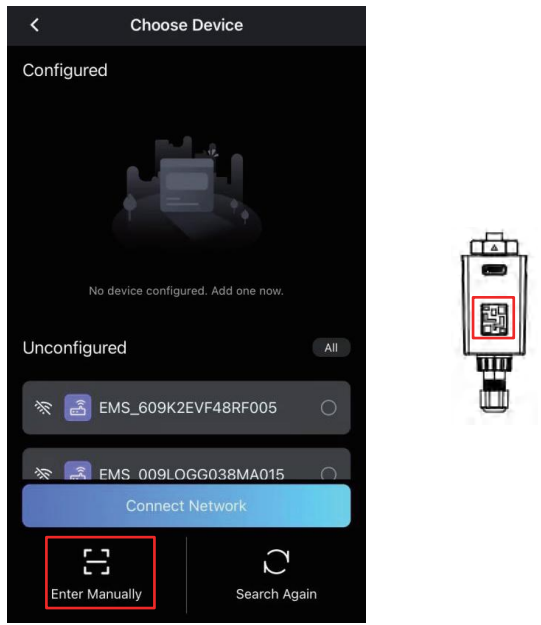 Choose Device
Configured
No device configured. Add one now.
Unconfigured
All
EMS_609K2EVF48RF005
EMS_009LOGG038MA015
Connect Network
Enter Manually
Search Again